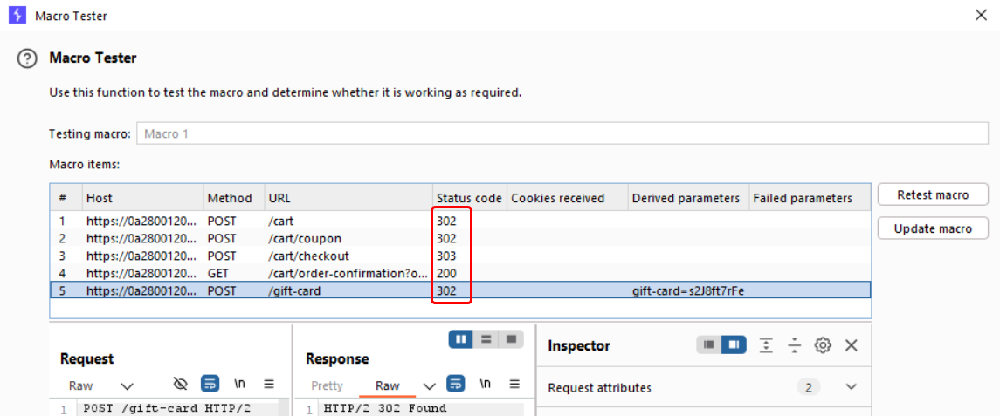 Macro Tester
Macro Tester
Use this function to test the macro and determine whether it is working as required.
Testing macro: Macro 1
Macro items:
# Host Method URL Status code Cookies received Derived parameters Failed parameters
1 https://0a2800120... POST /cart 302
2 https://0a2800120... POST /cart/coupon 302
3 https://0a2800120... POST /cart/checkout 303
4 https://0a2800120... GET /cart/order-confirmation?o... 200
5 https://0a2800120... POST /gift-card 302 gift-card=s2J8ft7rFe
Retest macro
Update macro
Request
Raw \n
1 POST /gift-card HTTP/2
Response
Pretty Raw \n
1 HTTP/2 302 Found
Inspector
Request attributes 2